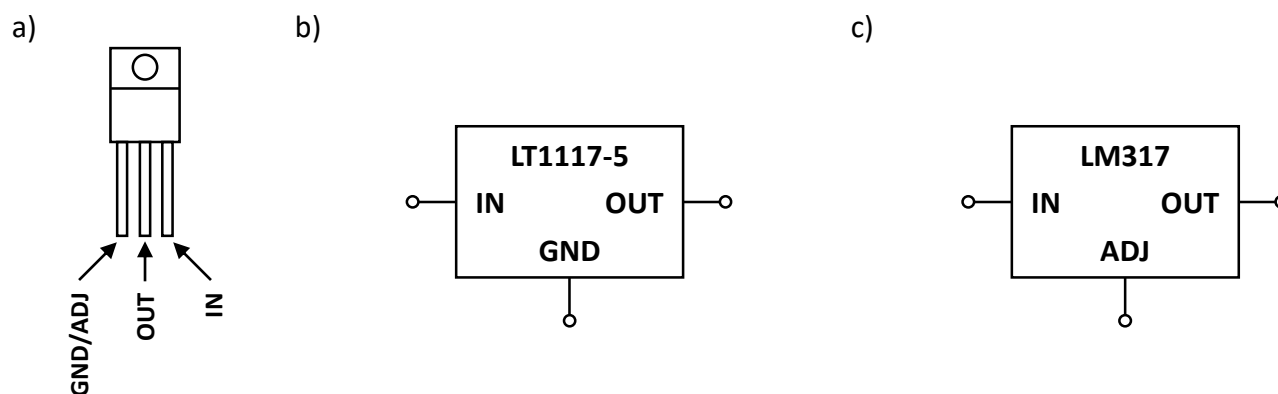 a)
b)
c)
GND/ADJ
OUT
IN
LT1117-5
IN OUT
GND
LM317
IN OUT
ADJ